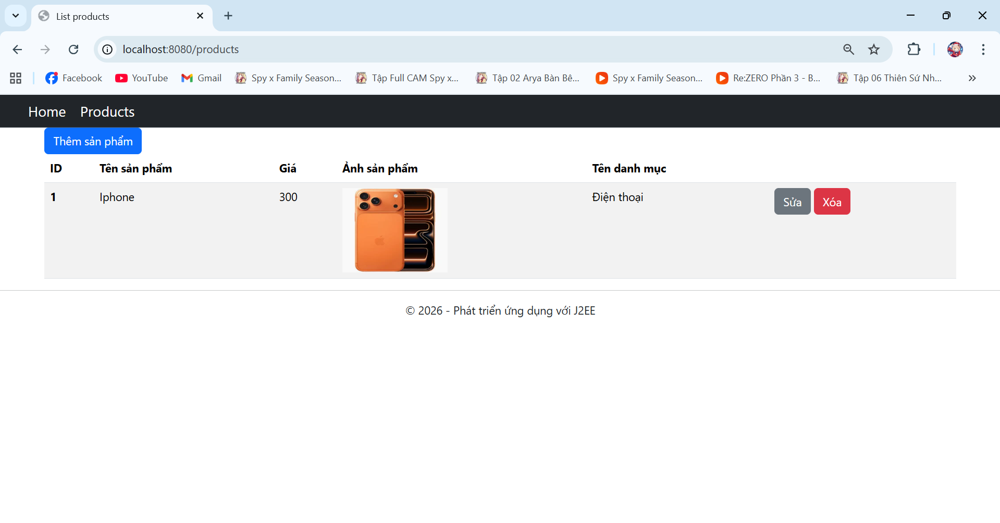 List products
localhost:8080/products
Facebook YouTube Gmail Spy x Family Season... Tập Full CAM Spy x... Tập 02 Arya Bàn Bê... Spy x Family Season... Re:ZERO Phần 3 - B... Tập 06 Thiên Sứ Nh...
Home Products
Thêm sản phẩm
ID Tên sản phẩm Giá Ảnh sản phẩm Tên danh mục
1 Iphone 300 Điện thoại Sửa Xóa
© 2026 - Phát triển ứng dụng với J2EE